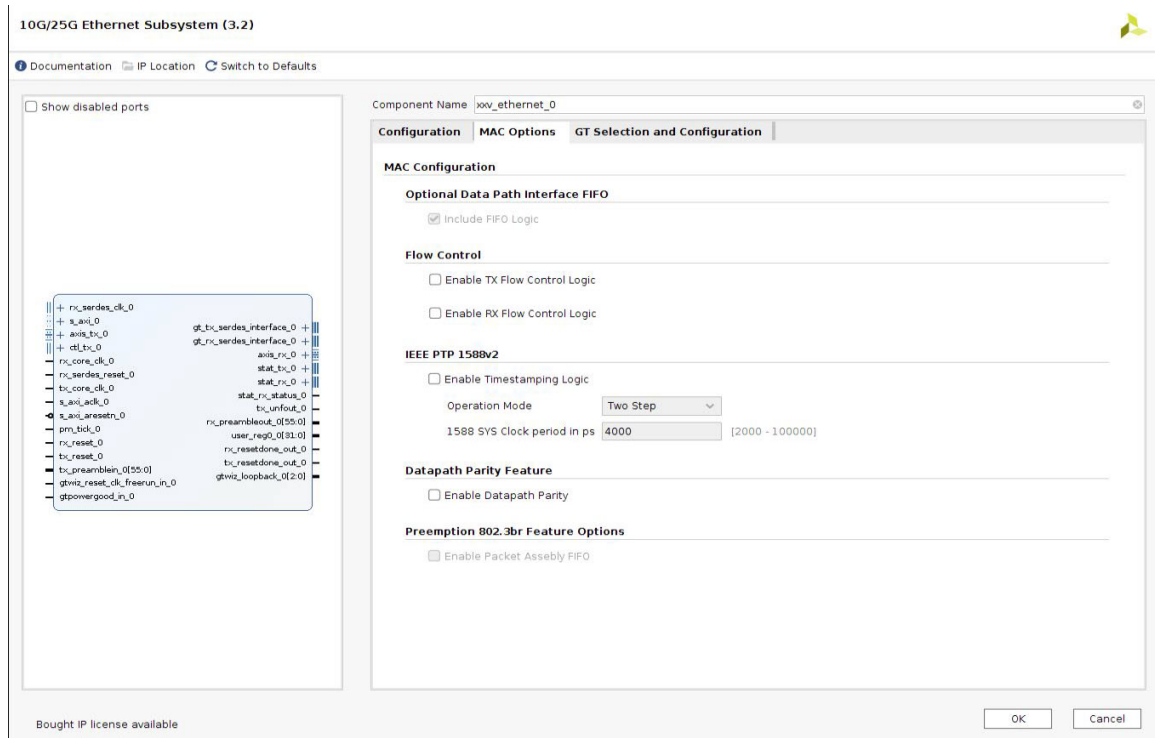 10G/25G Ethernet Subsystem (3.2)
Documentation IP Location Switch to Defaults
Show disabled ports
+ rx_serdes_clk_0
+ s_axi_0
+ axis_tx_0
+ ctl_tx_0
rx_core_clk_0
rx_serdes_reset_0
tx_core_clk_0
s_axi_aclk_0
s_axi_aresetn_0
pm_tick_0
rx_reset_0
tx_reset_0
tx_preamblein_0[55:0]
gtwiz_reset_clk_freerun_in_0
gtpowergood_in_0
gt_tx_serdes_interface_0 +
gt_rx_serdes_interface_0 +
axis_rx_0 +
stat_tx_0 +
stat_rx_0 +
stat_rx_status_0
tx_unfout_0
rx_preambleout_0[55:0]
user_reg0_0[31:0]
rx_resetdone_out_0
tx_resetdone_out_0
gtwiz_loopback_0[2:0]
Bought IP license available
Component Name xxv_ethernet_0
Configuration MAC Options GT Selection and Configuration
MAC Configuration
Optional Data Path Interface FIFO
Include FIFO Logic
Flow Control
Enable TX Flow Control Logic
Enable RX Flow Control Logic
IEEE PTP 1588v2
Enable Timestamping Logic
Operation Mode Two Step
1588 SYS Clock period in ps 4000 [2000 - 100000]
Datapath Parity Feature
Enable Datapath Parity
Preemption 802.3br Feature Options
Enable Packet Assebly FIFO
OK Cancel